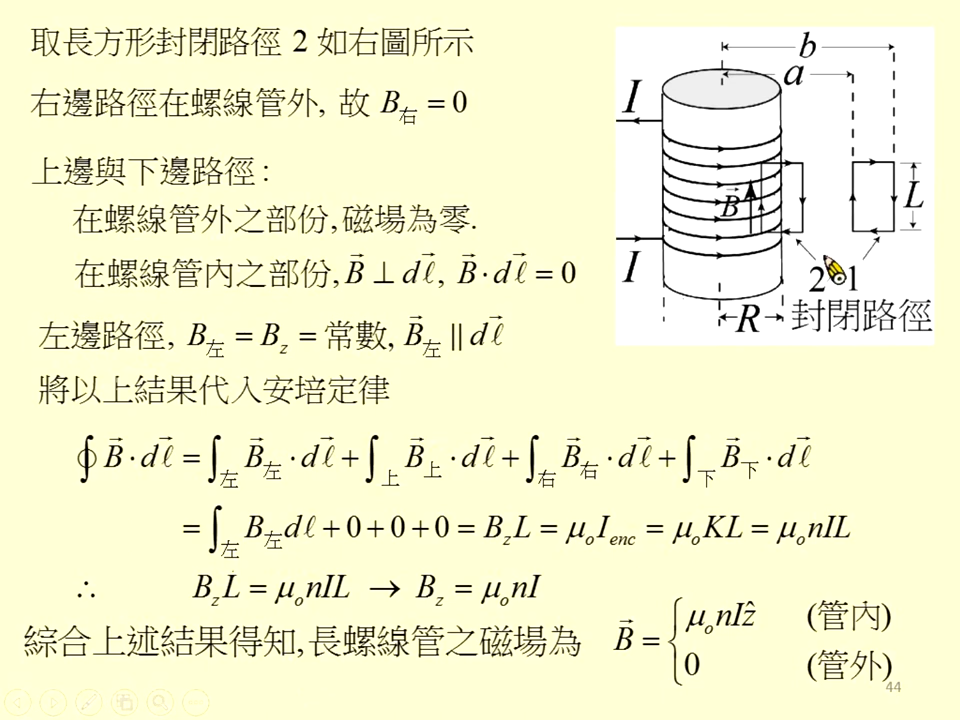 取長方形封閉路徑 2 如右圖所示
右邊路徑在螺線管外, 故 B右 = 0
上邊與下邊路徑 :
在螺線管外之部份, 磁場為零.
在螺線管內之部份, B⃗ ⊥ dℓ⃗, B⃗ · dℓ⃗ = 0
左邊路徑, B左 = Bz = 常數, B⃗左 || dℓ⃗
將以上結果代入安培定律
∮ B⃗ · dℓ⃗ = ∫左 B⃗左 · dℓ⃗ + ∫上 B⃗上 · dℓ⃗ + ∫右 B⃗右 · dℓ⃗ + ∫下 B⃗下 · dℓ⃗
= ∫左 B左dℓ + 0 + 0 + 0 = BzL = μoIenc = μoKL = μonIL
∴ BzL = μonIL → Bz = μonI
綜合上述結果得知, 長螺線管之磁場為 B⃗ = { μonIẑ (管內)
0 (管外)
b
a
I
B⃗
L
I
2 1
R
封閉路徑
44